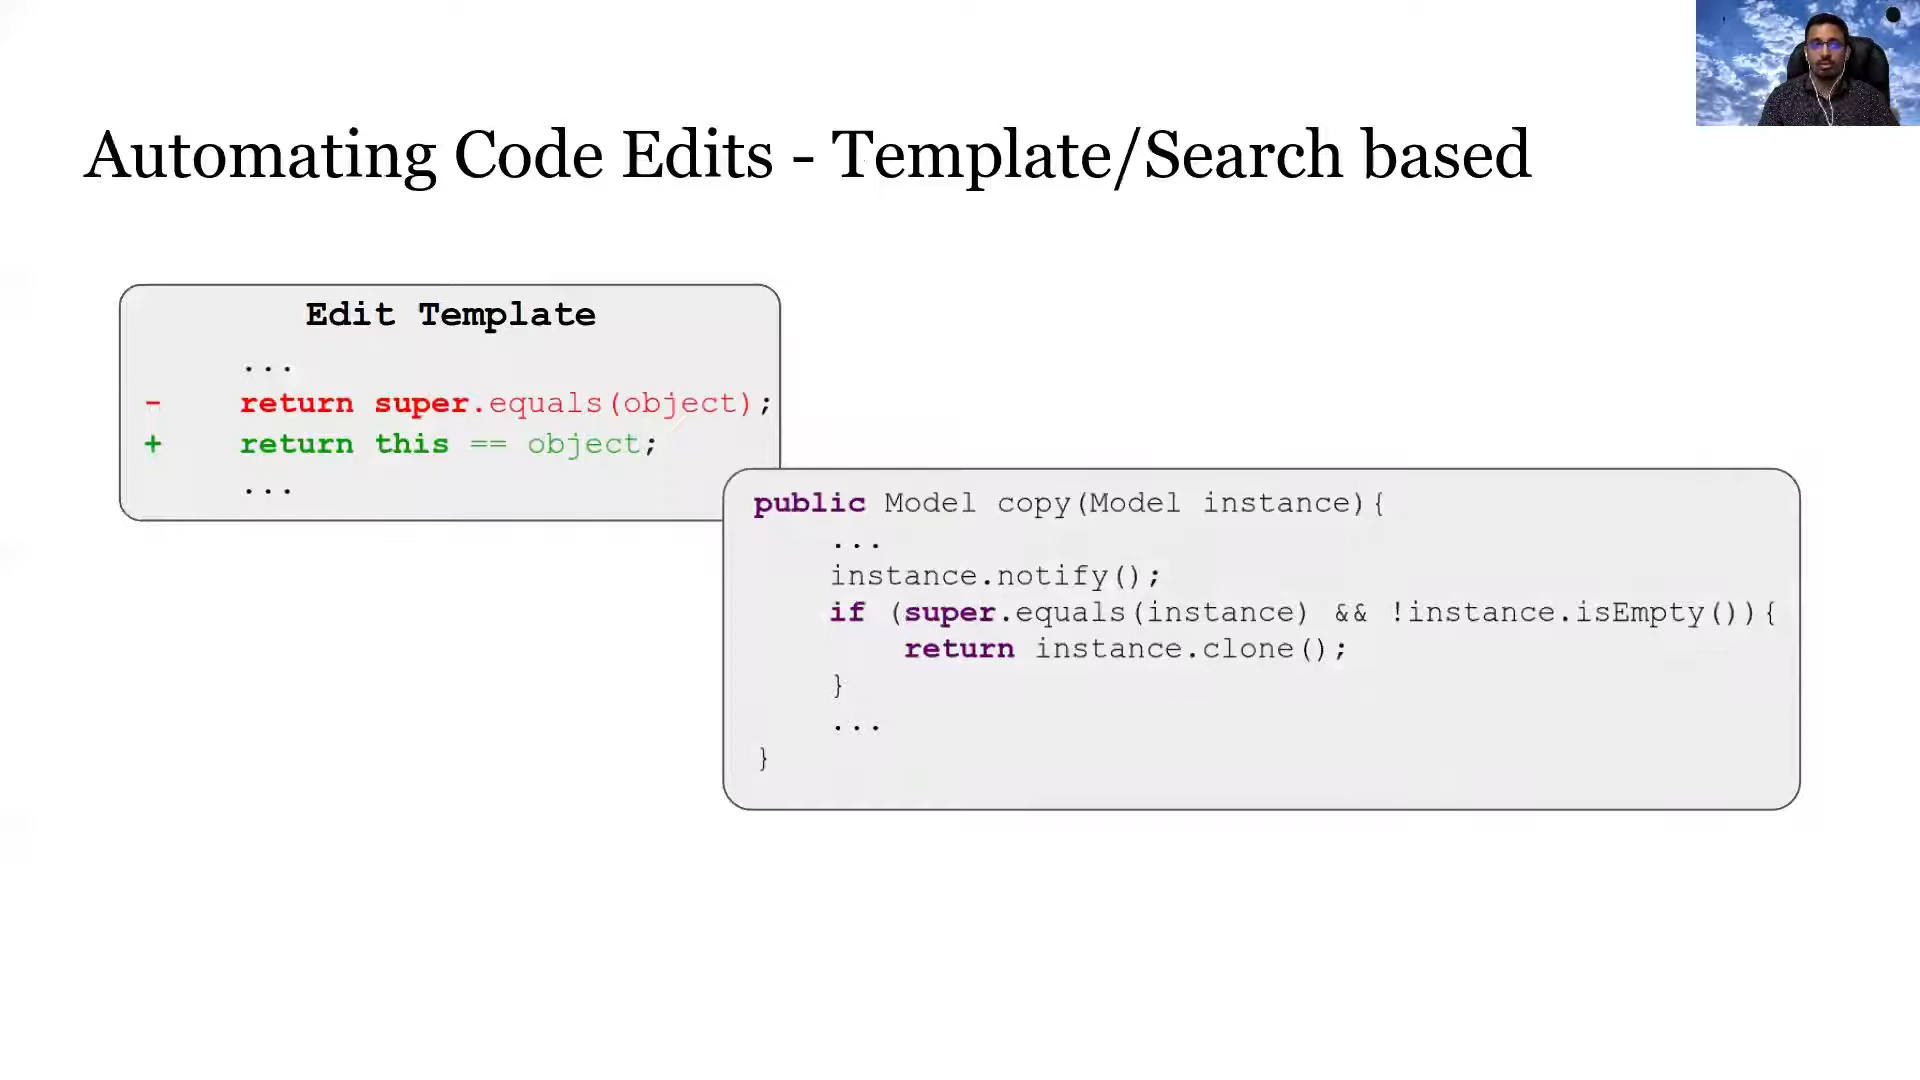 Automating Code Edits - Template/Search based
Edit Template
...
- return super.equals(object);
+ return this == object;
...
public Model copy(Model instance){
...
instance.notify();
if (super.equals(instance) && !instance.isEmpty()){
return instance.clone();
}
...
}